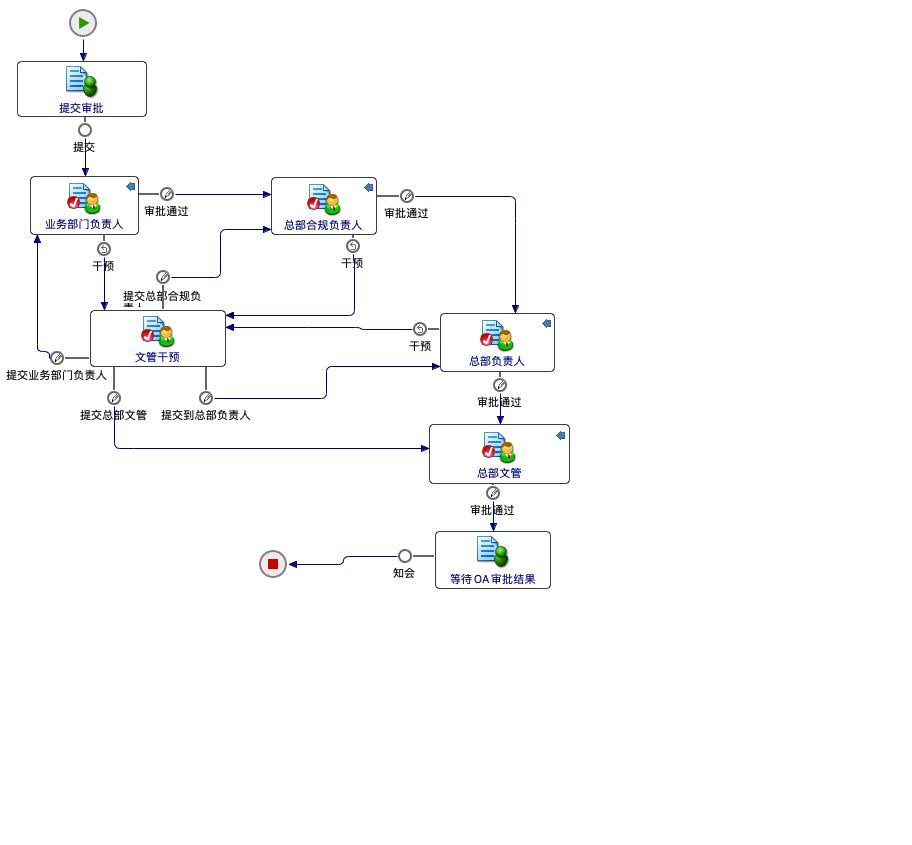 提交审批
提交
业务部门负责人
审批通过
总部合规负责人
审批通过
干预
干预
提交总部合规负
责人
文管干预
干预
总部负责人
提交业务部门负责人
提交总部文管
提交到总部负责人
审批通过
总部文管
审批通过
等待OA审批结果
知会